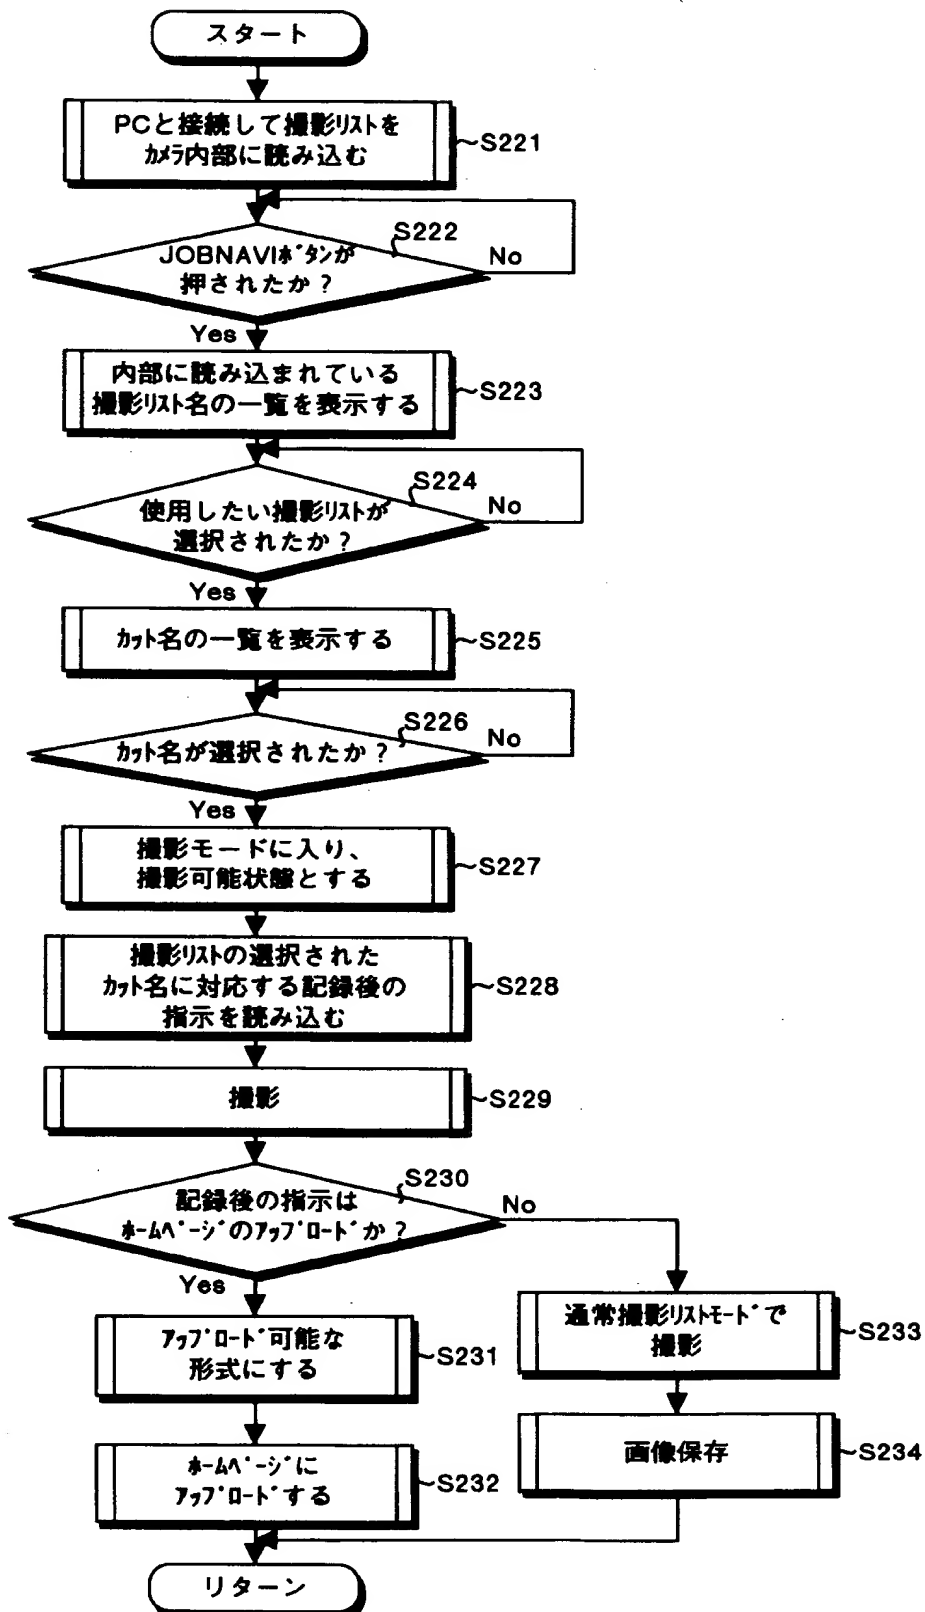 スタート
PCと接続して撮影リストを
ｶﾒﾗ内部に読み込む
S221
S222
JOBNAVIﾎﾞﾀﾝが
押されたか？
No
Yes
内部に読み込まれている
撮影ﾘｽﾄ名の一覧を表示する
S223
S224
使用したい撮影ﾘｽﾄが
選択されたか？
No
Yes
ｶｯﾄ名の一覧を表示する
S225
S226
ｶｯﾄ名が選択されたか？
No
Yes
撮影モードに入り、
撮影可能状態とする
S227
撮影ﾘｽﾄの選択された
ｶｯﾄ名に対応する記録後の
指示を読み込む
S228
撮影
S229
S230
記録後の指示は
ﾎｰﾑﾍﾟｰｼﾞのｱｯﾌﾟﾛｰﾄﾞか？
No
Yes
ｱｯﾌﾟﾛｰﾄﾞ可能な
形式にする
S231
通常撮影ﾘｽﾄﾓｰﾄﾞで
撮影
S233
ﾎｰﾑﾍﾟｰｼﾞに
ｱｯﾌﾟﾛｰﾄﾞする
S232
画像保存
S234
リターン